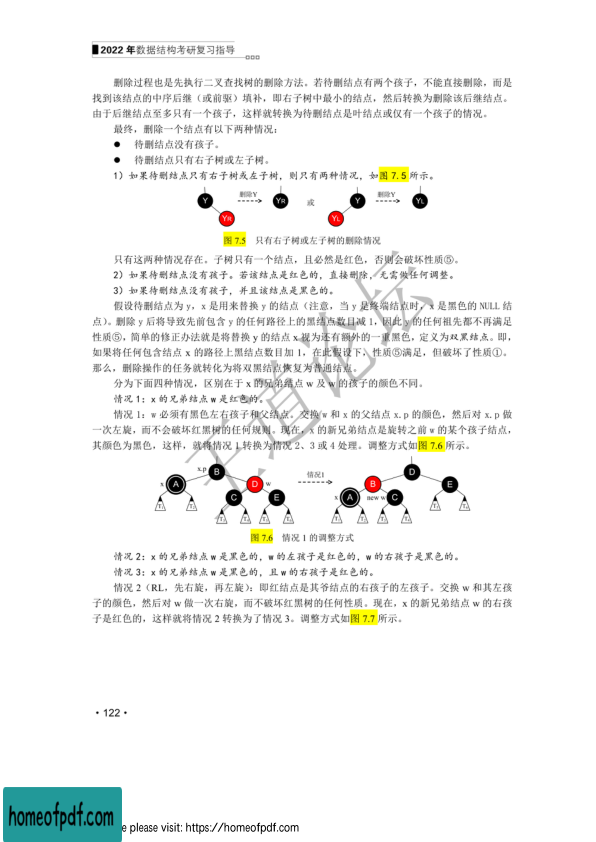 2022 年数据结构考研复习指导
删除过程也是先执行二叉查找树的删除方法。若待删结点有两个孩子，不能直接删除，而是
找到该结点的中序后继（或前驱）填补，即右子树中最小的结点，然后转换为删除该后继结点。
由于后继结点至多只有一个孩子，这样就转换为待删结点是叶结点或仅有一个孩子的情况。
最终，删除一个结点有以下两种情况：
● 待删结点没有孩子。
● 待删结点只有右子树或左子树。
1）如果待删结点只有右子树或左子树，则只有两种情况，如图 7.5 所示。
Y 删除Y YR 或 Y 删除Y YL
YR YL
图 7.5 只有右子树或左子树的删除情况
只有这两种情况存在。子树只有一个结点，且必然是红色，否则会破坏性质⑤。
2）如果待删结点没有孩子。若该结点是红色的，直接删除，无需做任何调整。
3）如果待删结点没有孩子，并且该结点是黑色的。
假设待删结点为 y，x 是用来替换 y 的结点（注意，当 y 是终端结点时，x 是黑色的 NULL 结
点）。删除 y 后将导致先前包含 y 的任何路径上的黑结点数目减 1，因此 y 的任何祖先都不再满足
性质⑤，简单的修正办法就是将替换 y 的结点 x 视为还有额外的一重黑色，定义为双黑结点。即，
如果将任何包含结点 x 的路径上黑结点数目加 1，在此假设下，性质⑤满足，但破坏了性质①。
那么，删除操作的任务就转化为将双黑结点恢复为普通结点。
分为下面四种情况，区别在于 x 的兄弟结点 w 及 w 的孩子的颜色不同。
情况 1：x 的兄弟结点 w 是红色的。
情况 1：w 必须有黑色左右孩子和父结点。交换 w 和 x 的父结点 x.p 的颜色，然后对 x.p 做
一次左旋，而不会破坏红黑树的任何规则。现在，x 的新兄弟结点是旋转之前 w 的某个孩子结点，
其颜色为黑色，这样，就将情况 1 转换为情况 2、3 或 4 处理。调整方式如图 7.6 所示。
x.p B 情况1 D
x A D w B E
C E x A new w C
图 7.6 情况 1 的调整方式
情况 2：x 的兄弟结点 w 是黑色的，w 的左孩子是红色的，w 的右孩子是黑色的。
情况 3：x 的兄弟结点 w 是黑色的，且 w 的右孩子是红色的。
情况 2（RL，先右旋，再左旋）：即红结点是其爷结点的右孩子的左孩子。交换 w 和其左孩
子的颜色，然后对 w 做一次右旋，而不破坏红黑树的任何性质。现在，x 的新兄弟结点 w 的右孩
子是红色的，这样就将情况 2 转换为了情况 3。调整方式如图 7.7 所示。
王道论坛
· 122 ·
homeofpdf.com
e please visit: https://homeofpdf.com